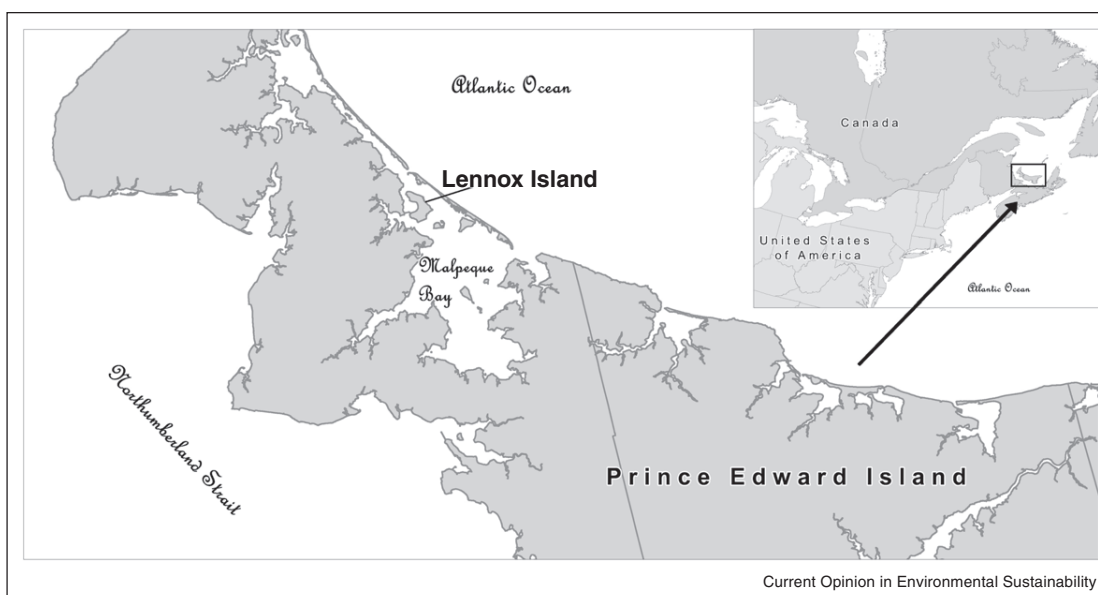 Atlantic Ocean
Canada
Lennox Island
United States
of America
Malpeque
Bay
Atlantic Ocean
Northumberland Strait
Prince Edward Island
Current Opinion in Environmental Sustainability